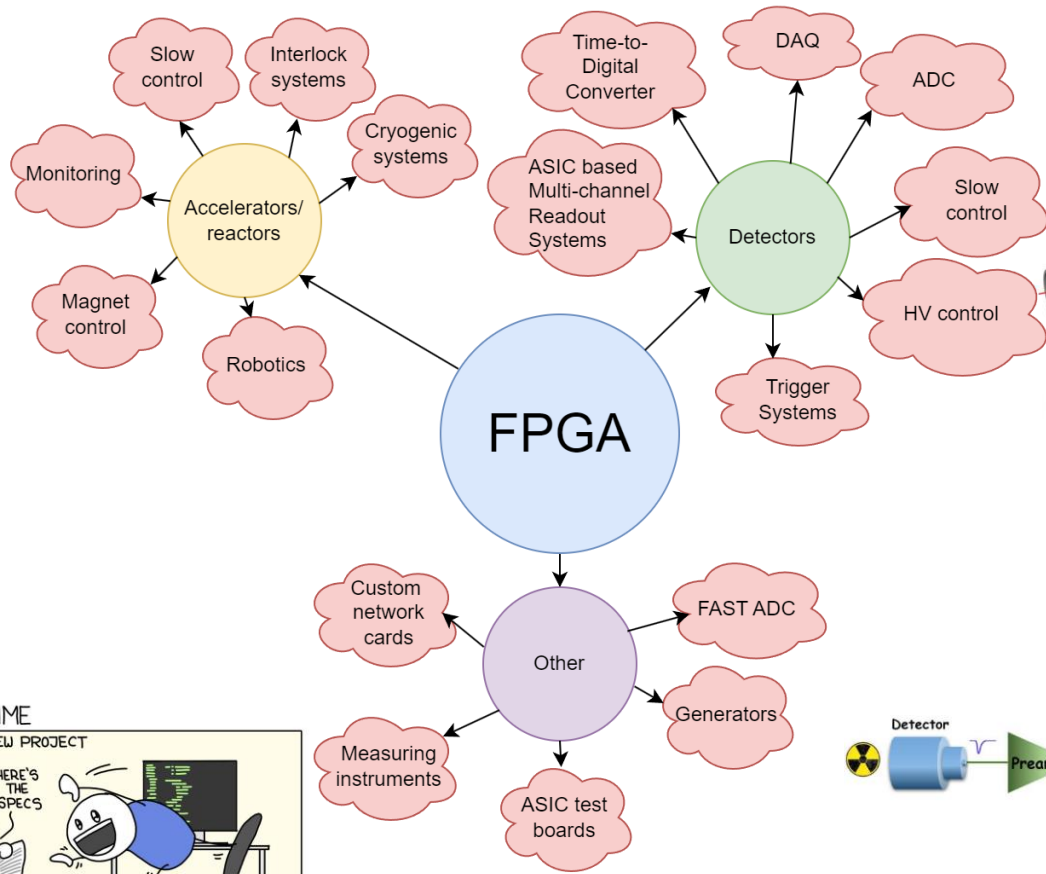 Slow
control
Interlock
systems
Cryogenic
systems
Monitoring
Accelerators/
reactors
Magnet
control
Robotics
Time-to-
Digital
Converter
DAQ
ADC
ASIC based
Multi-channel
Readout
Systems
Detectors
Slow
control
HV control
Trigger
Systems
FPGA
Custom
network
cards
FAST ADC
Other
Generators
Measuring
instruments
ASIC test
boards
PROJECT
HERE'S
THE
SPECS
Detector